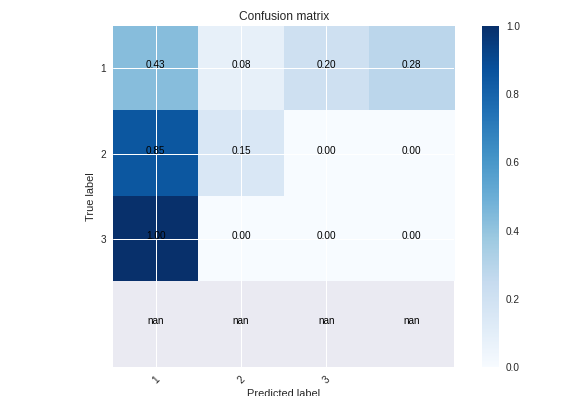 Confusion matrix
1 0.43 0.08 0.20 0.28
2 0.85 0.15 0.00 0.00
3 1.00 0.00 0.00 0.00
nan nan nan nan
1 2 3
True label
Predicted label
1.0
0.8
0.6
0.4
0.2
0.0